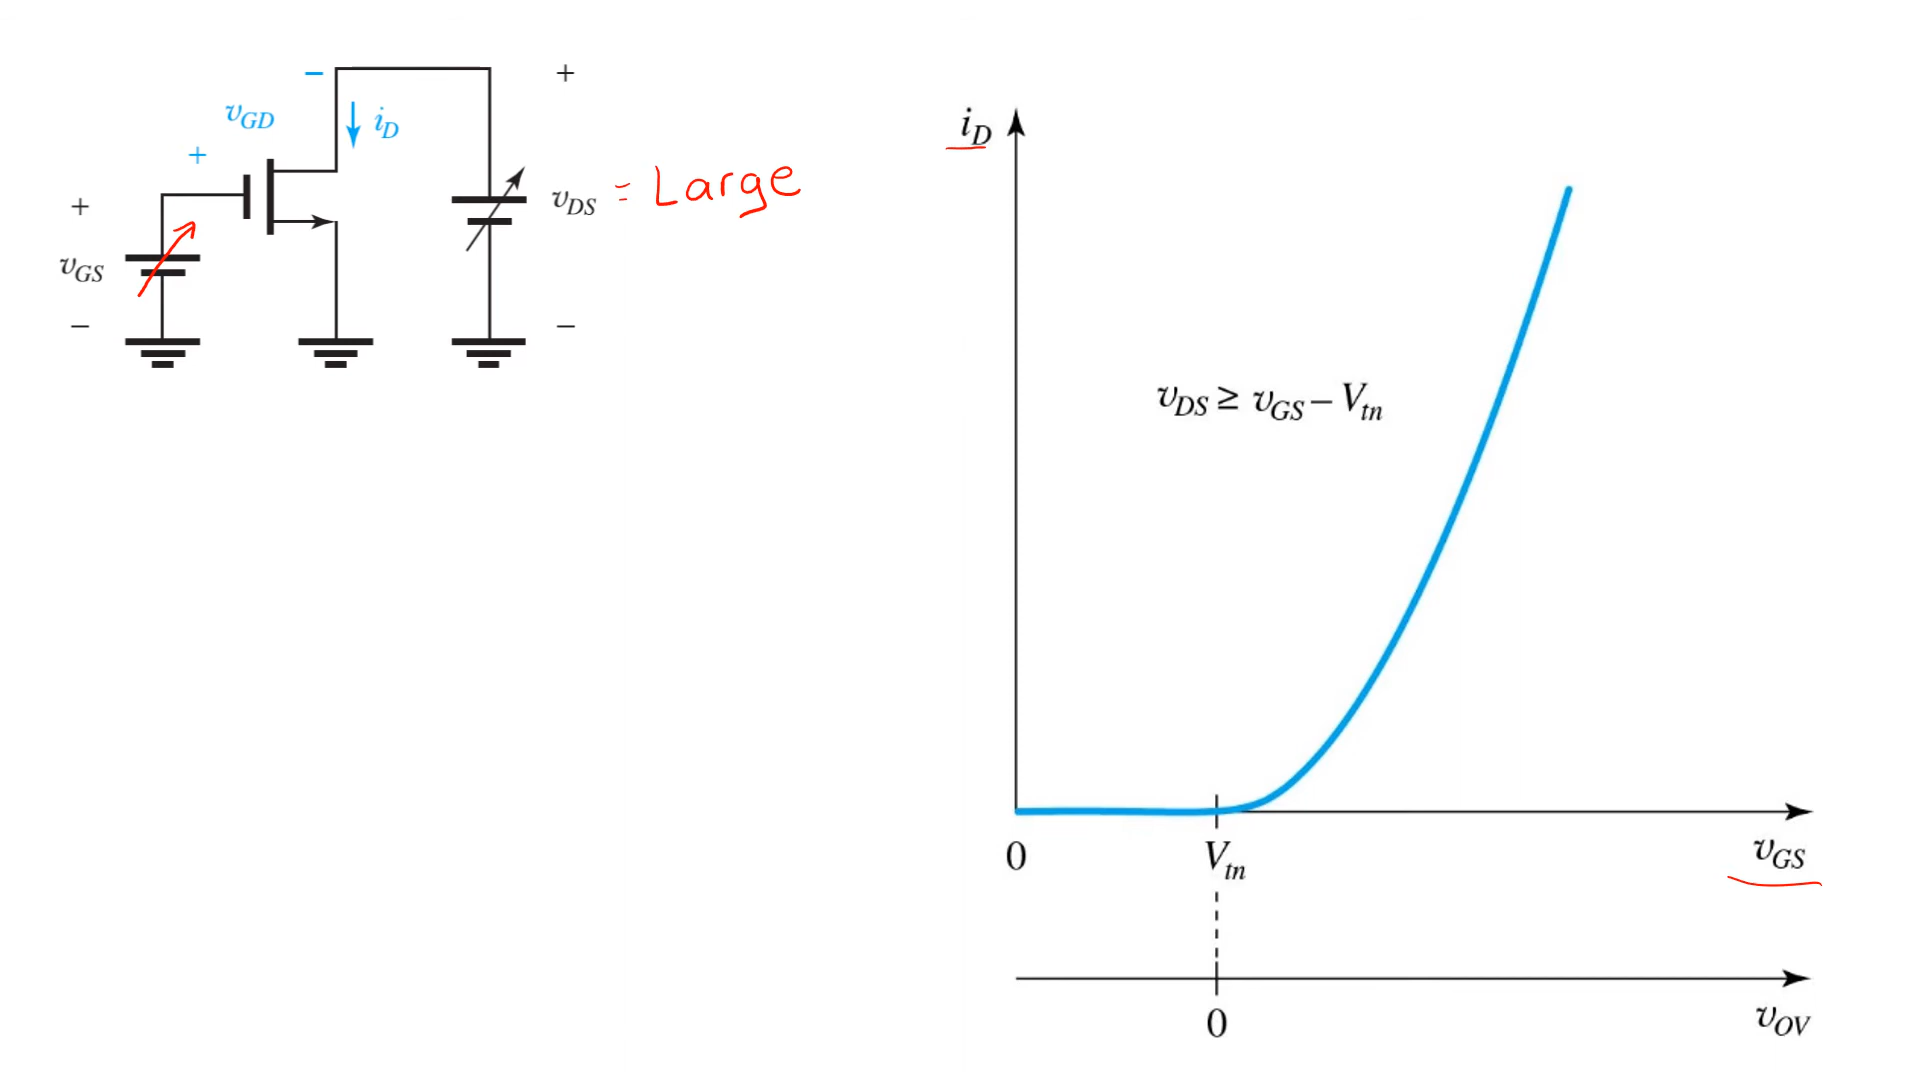 − +
v_GD i_D
+
+
v_GS v_DS = Large
− −
i_D
v_DS ≥ v_GS − V_tn
0 V_tn v_GS
0 v_OV